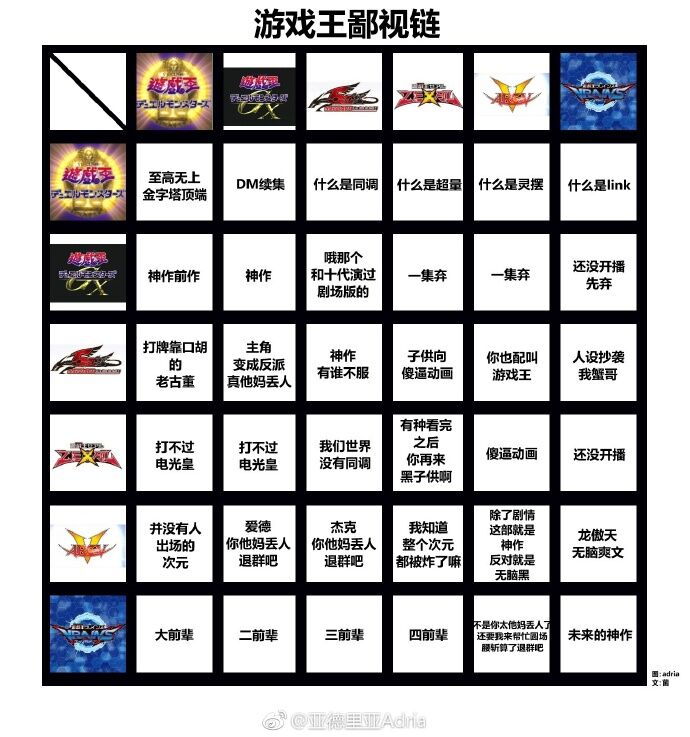 游戏王鄙视链
遊戯王
デュエルモンスターズ
遊戯王
デュエルモンスターズ
GX
ZEXAL
ARC-V
VRAINS
遊戯王
デュエルモンスターズ
至高无上
金字塔顶端
DM续集
什么是同调
什么是超量
什么是灵摆
什么是link
遊戯王
デュエルモンスターズ
GX
神作前作
神作
哦那个
和十代演过
剧场版的
一集弃
一集弃
还没开播
先弃
打牌靠口胡
的
老古董
主角
变成反派
真他妈丢人
神作
有谁不服
子供向
傻逼动画
你也配叫
游戏王
人设抄袭
我蟹哥
ZEXAL
打不过
电光皇
打不过
电光皇
我们世界
没有同调
有种看完
之后
你再来
黑子供啊
傻逼动画
还没开播
ARC-V
并没有人
出场的
次元
爱德
你他妈丢人
退群吧
杰克
你他妈丢人
退群吧
我知道
整个次元
都被炸了嘛
除了剧情
这部就是
神作
反对就是
无脑黑
龙傲天
无脑爽文
VRAINS
大前辈
二前辈
三前辈
四前辈
不是你太他妈丢人了
还要我来帮忙圆场
腰斩算了退群吧
未来的神作
图:adria
文:菌
@亚德里亚Adria